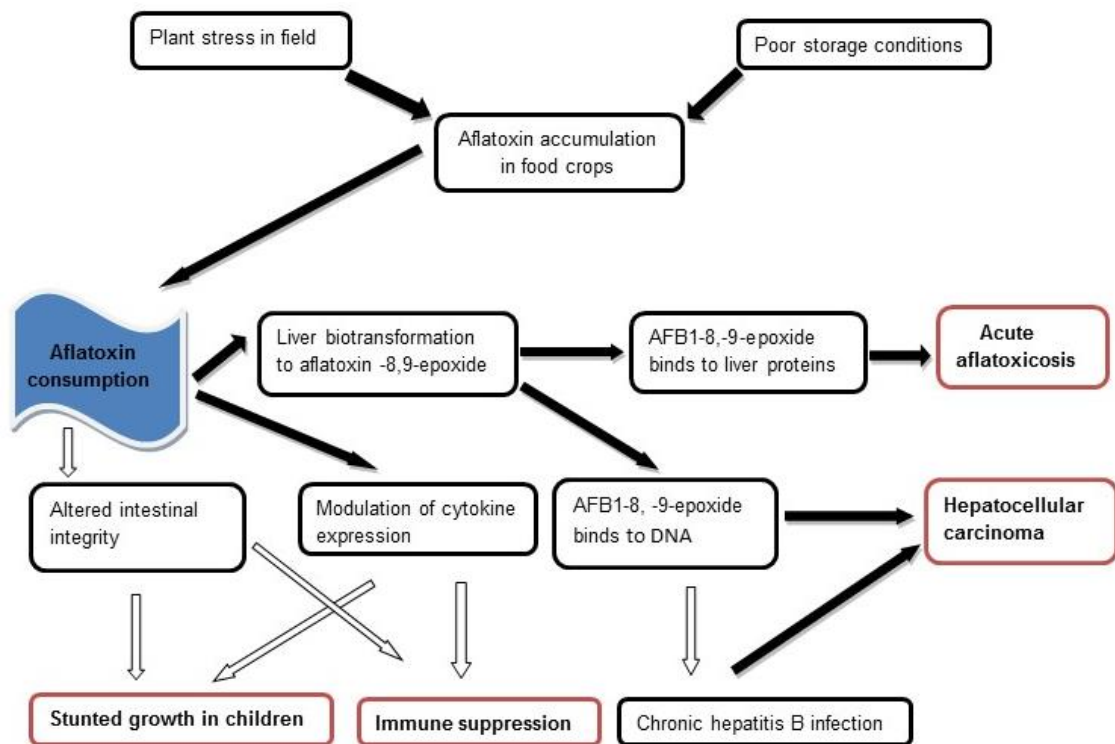 Plant stress in field
Poor storage conditions
Aflatoxin accumulation
in food crops
Aflatoxin
consumption
Liver biotransformation
to aflatoxin -8,9-epoxide
AFB1-8,-9-epoxide
binds to liver proteins
Acute
aflatoxicosis
Altered intestinal
integrity
Modulation of cytokine
expression
AFB1-8, -9-epoxide
binds to DNA
Hepatocellular
carcinoma
Stunted growth in children
Immune suppression
Chronic hepatitis B infection